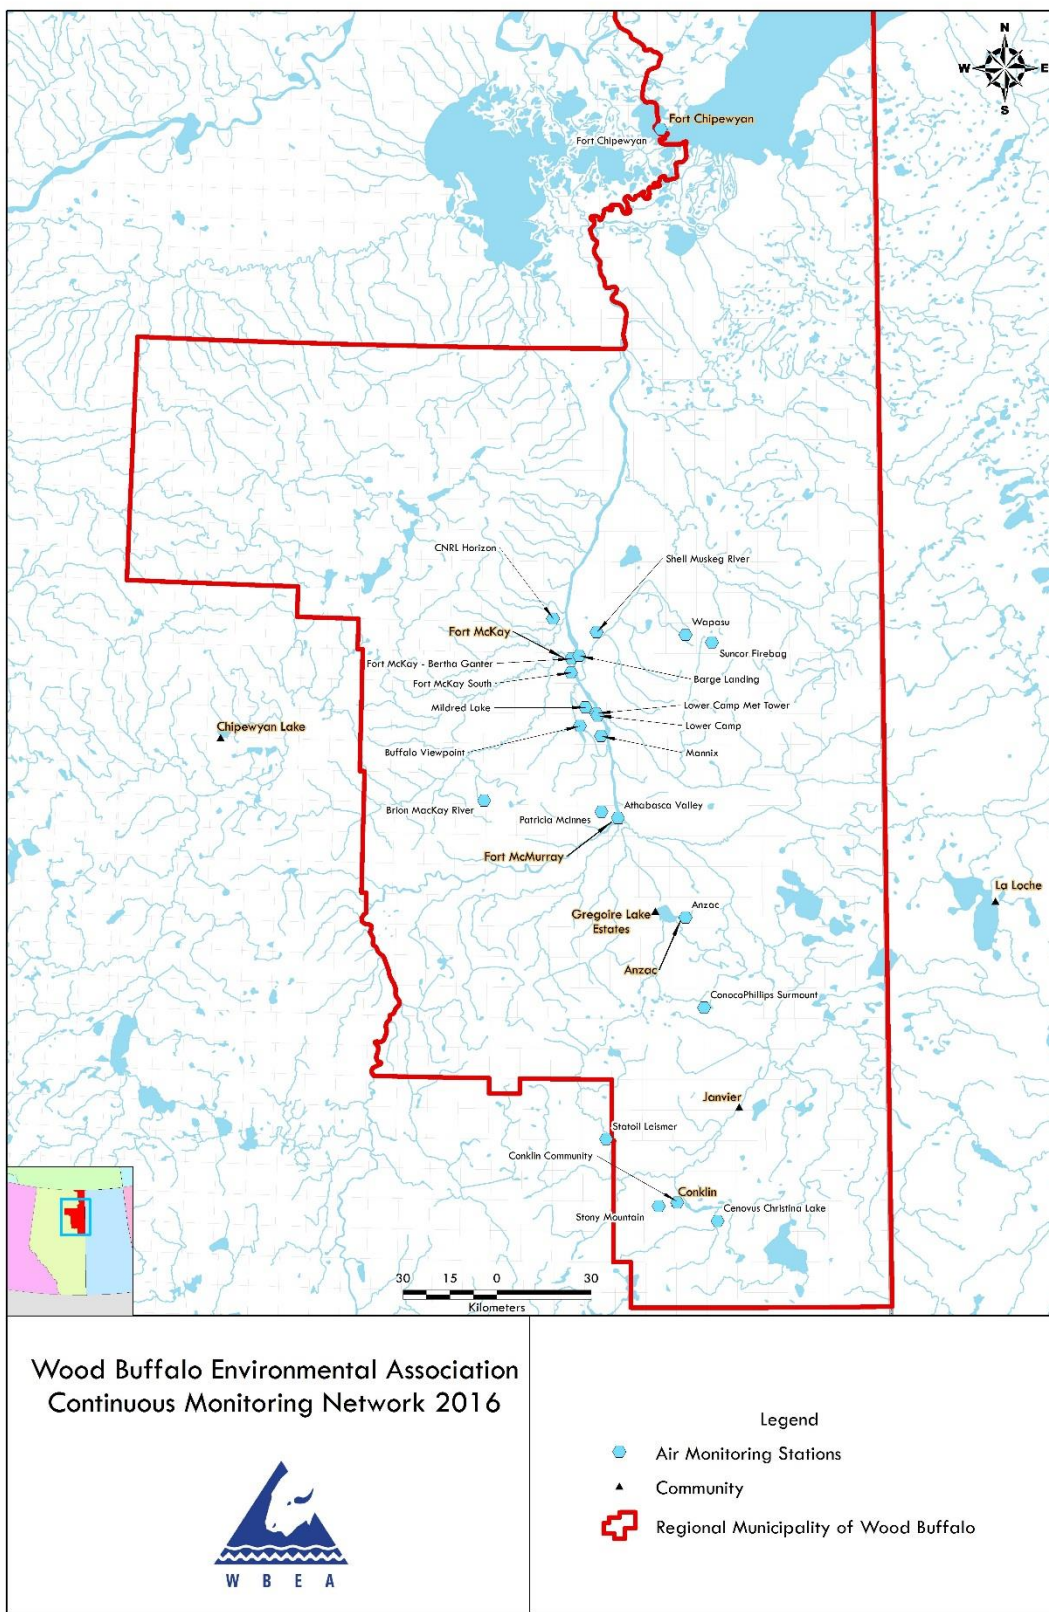 N
W E
S
Fort Chipewyan
Fort Chipewyan
CNRL Horizon
Shell Muskeg River
Wapasu
Fort McKay
Suncor Firebag
Fort McKay - Bertha Ganter
Barge Landing
Fort McKay South
Mildred Lake
Lower Camp Met Tower
Lower Camp
Chipewyan Lake
Buffalo Viewpoint
Mannix
Brion MacKay River
Athabasca Valley
Patricia McInnes
Fort McMurray
La Loche
Anzac
Gregoire Lake
Estates
Anzac
ConocoPhillips Surmount
Janvier
Statoil Leismer
Conklin Community
Conklin
Stony Mountain
Cenovus Christina Lake
30 15 0 30
Kilometers
Wood Buffalo Environmental Association
Continuous Monitoring Network 2016
W B E A
Legend
Air Monitoring Stations
Community
Regional Municipality of Wood Buffalo